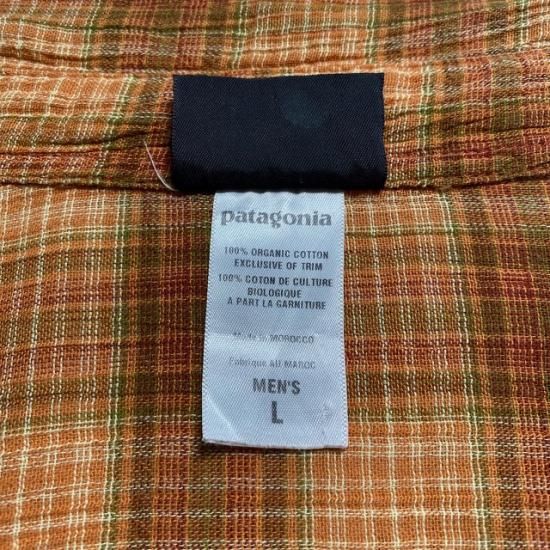 patagonia
100% ORGANIC COTTON
EXCLUSIVE OF TRIM
100% COTON DE CULTURE
BIOLOGIQUE
A PART LA GARNITURE
Made in MOROCCO
Fabriqué AU MAROC
MEN'S
L